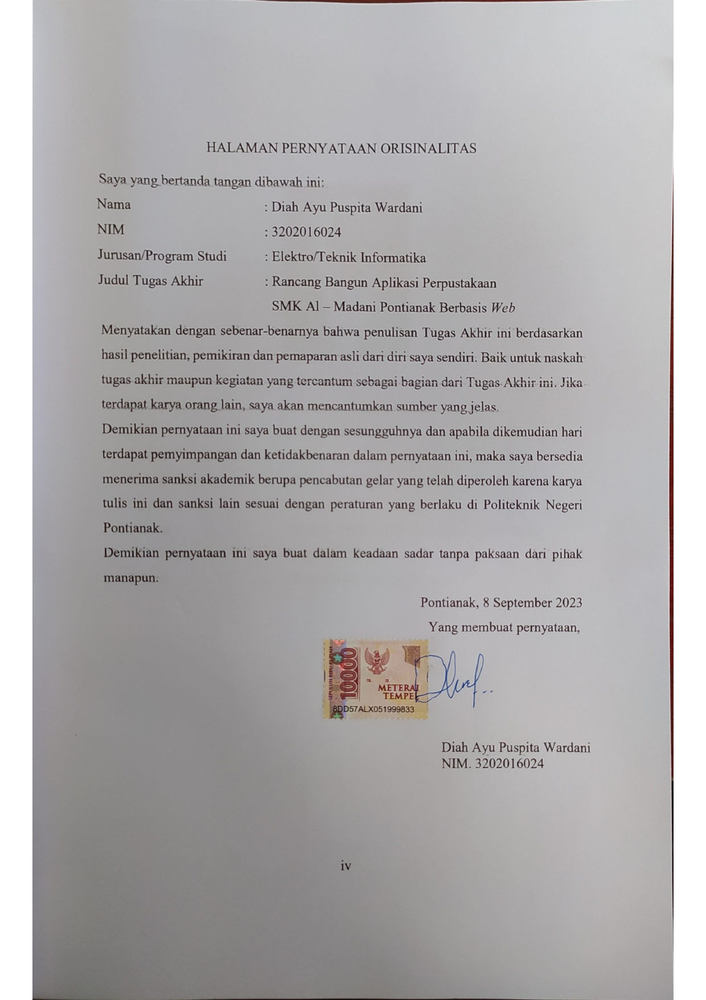 HALAMAN PERNYATAAN ORISINALITAS
Saya yang bertanda tangan dibawah ini:
Nama : Diah Ayu Puspita Wardani
NIM : 3202016024
Jurusan/Program Studi : Elektro/Teknik Informatika
Judul Tugas Akhir : Rancang Bangun Aplikasi Perpustakaan
SMK Al – Madani Pontianak Berbasis Web
Menyatakan dengan sebenar-benarnya bahwa penulisan Tugas Akhir ini berdasarkan
hasil penelitian, pemikiran dan pemaparan asli dari diri saya sendiri. Baik untuk naskah
tugas akhir maupun kegiatan yang tercantum sebagai bagian dari Tugas Akhir ini. Jika
terdapat karya orang lain, saya akan mencantumkan sumber yang jelas.
Demikian pernyataan ini saya buat dengan sesungguhnya dan apabila dikemudian hari
terdapat pemyimpangan dan ketidakbenaran dalam pernyataan ini, maka saya bersedia
menerima sanksi akademik berupa pencabutan gelar yang telah diperoleh karena karya
tulis ini dan sanksi lain sesuai dengan peraturan yang berlaku di Politeknik Negeri
Pontianak.
Demikian pernyataan ini saya buat dalam keadaan sadar tanpa paksaan dari pihak
manapun.
Pontianak, 8 September 2023
Yang membuat pernyataan,
SEPULUH RIBU RUPIAH
10000
TGL. 20
METERAI
TEMPEL
8DD57ALX051999833
Diah Ayu Puspita Wardani
NIM. 3202016024
iv